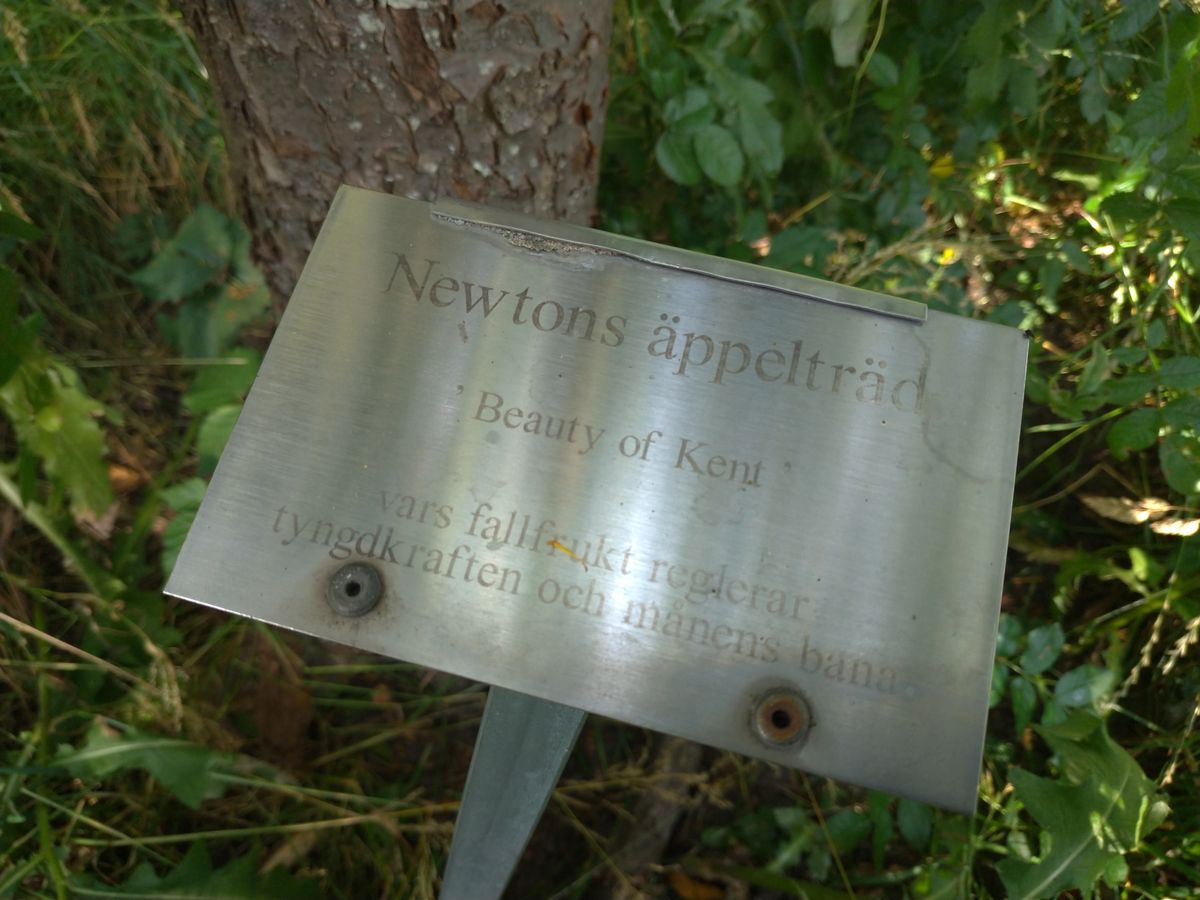 Newtons äppelträd
’ Beauty of Kent ’
vars fallfrukt reglerar
tyngdkraften och månens bana.